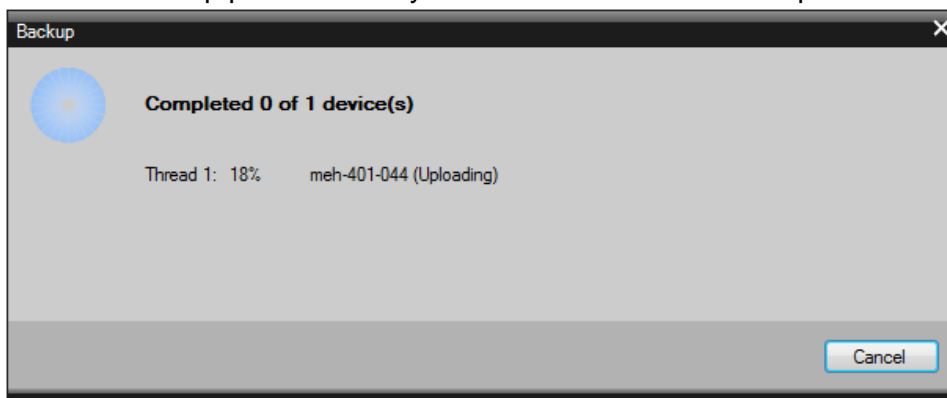 Backup
Completed 0 of 1 device(s)
Thread 1: 18% meh-401-044 (Uploading)
Cancel